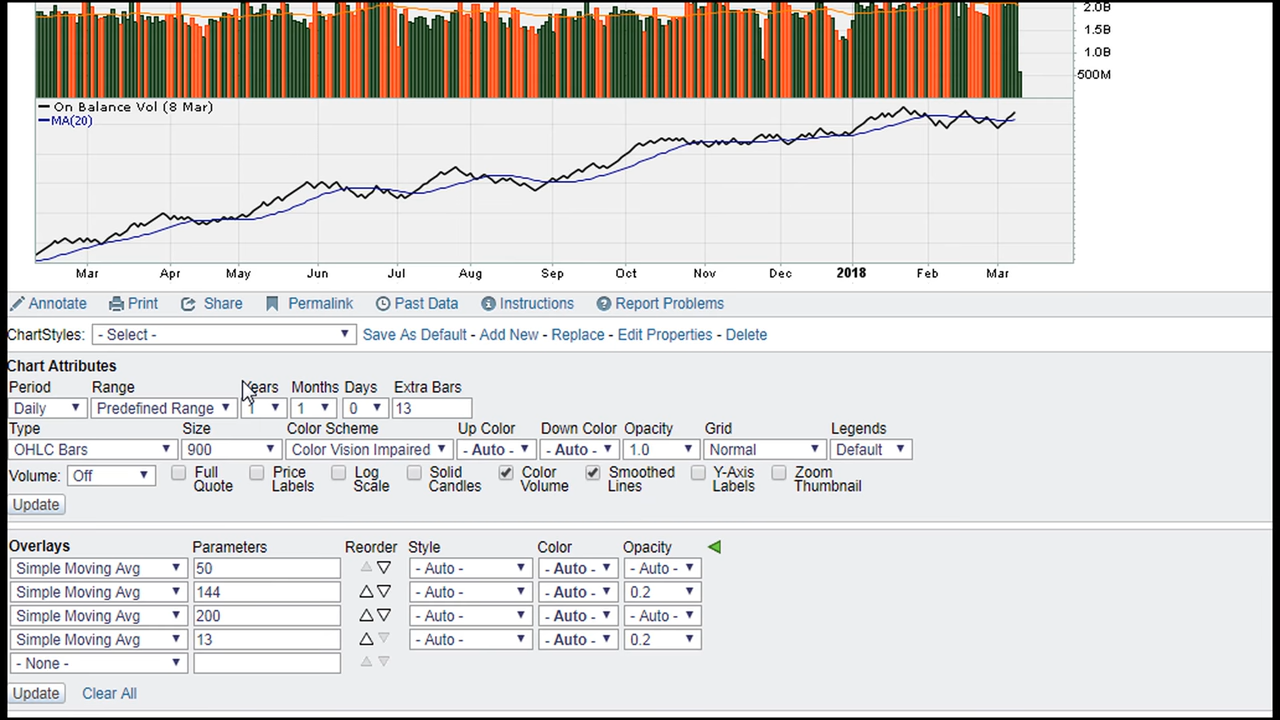 2.0B
1.5B
1.0B
500M
On Balance Vol (8 Mar)
MA(20)
Mar Apr May Jun Jul Aug Sep Oct Nov Dec 2018 Feb Mar
Annotate Print Share Permalink Past Data Instructions Report Problems
ChartStyles: - Select - Save As Default - Add New - Replace - Edit Properties - Delete
Chart Attributes
Period Range Years Months Days Extra Bars
Daily Predefined Range 1 1 0 13
Type Size Color Scheme Up Color Down Color Opacity Grid Legends
OHLC Bars 900 Color Vision Impaired - Auto - - Auto - 1.0 Normal Default
Volume: Off Full Quote Price Labels Log Scale Solid Candles Color Volume Smoothed Lines Y-Axis Labels Zoom Thumbnail
Update
Overlays Parameters Reorder Style Color Opacity
Simple Moving Avg 50 - Auto - - Auto - - Auto -
Simple Moving Avg 144 - Auto - - Auto - 0.2
Simple Moving Avg 200 - Auto - - Auto - - Auto -
Simple Moving Avg 13 - Auto - - Auto - 0.2
- None -
Update Clear All